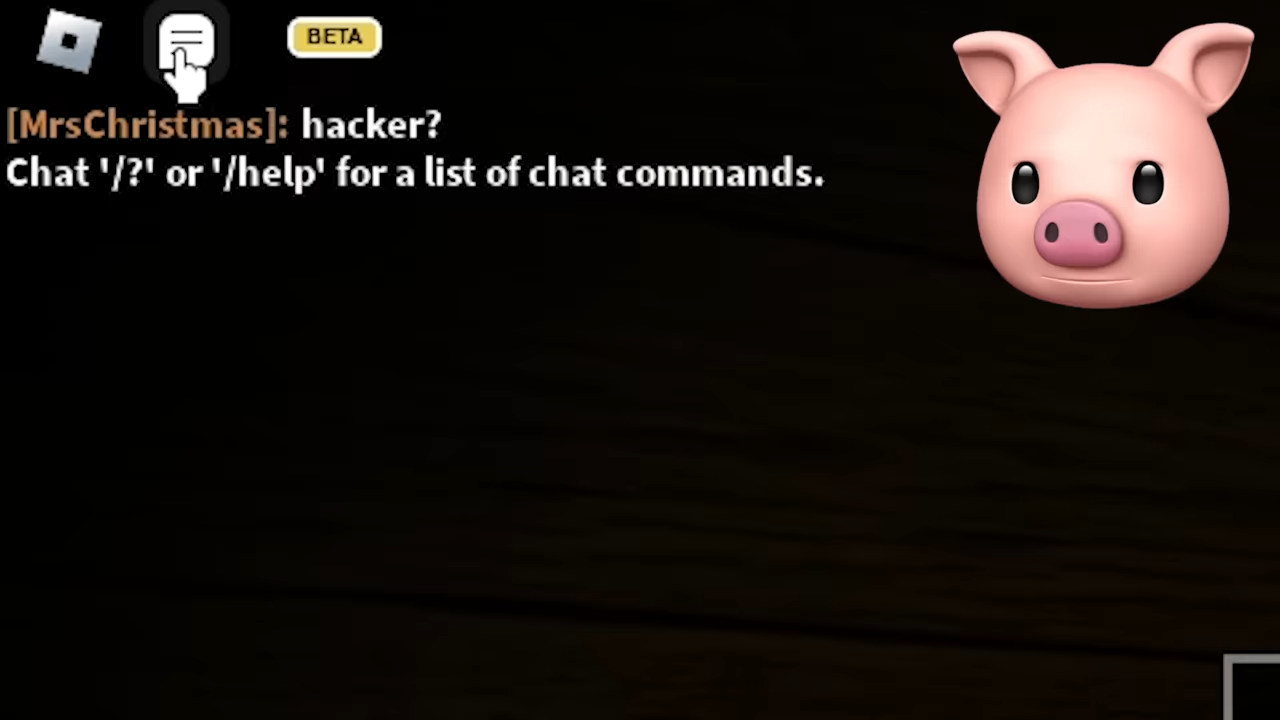 BETA
[MrsChristmas]: hacker?
Chat '/?' or '/help' for a list of chat commands.